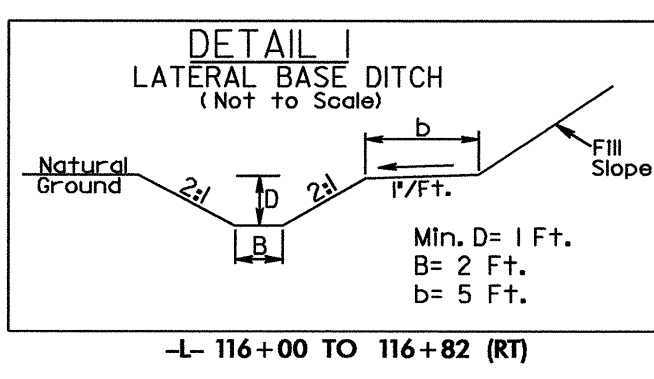 DETAIL 1
LATERAL BASE DITCH
(Not to Scale)
b
Natural
Ground
2:1
D
2:1
1"/Ft.
Fill
Slope
B
Min. D= 1 Ft.
B= 2 Ft.
b= 5 Ft.
-L- 116+00 TO 116+82 (RT)